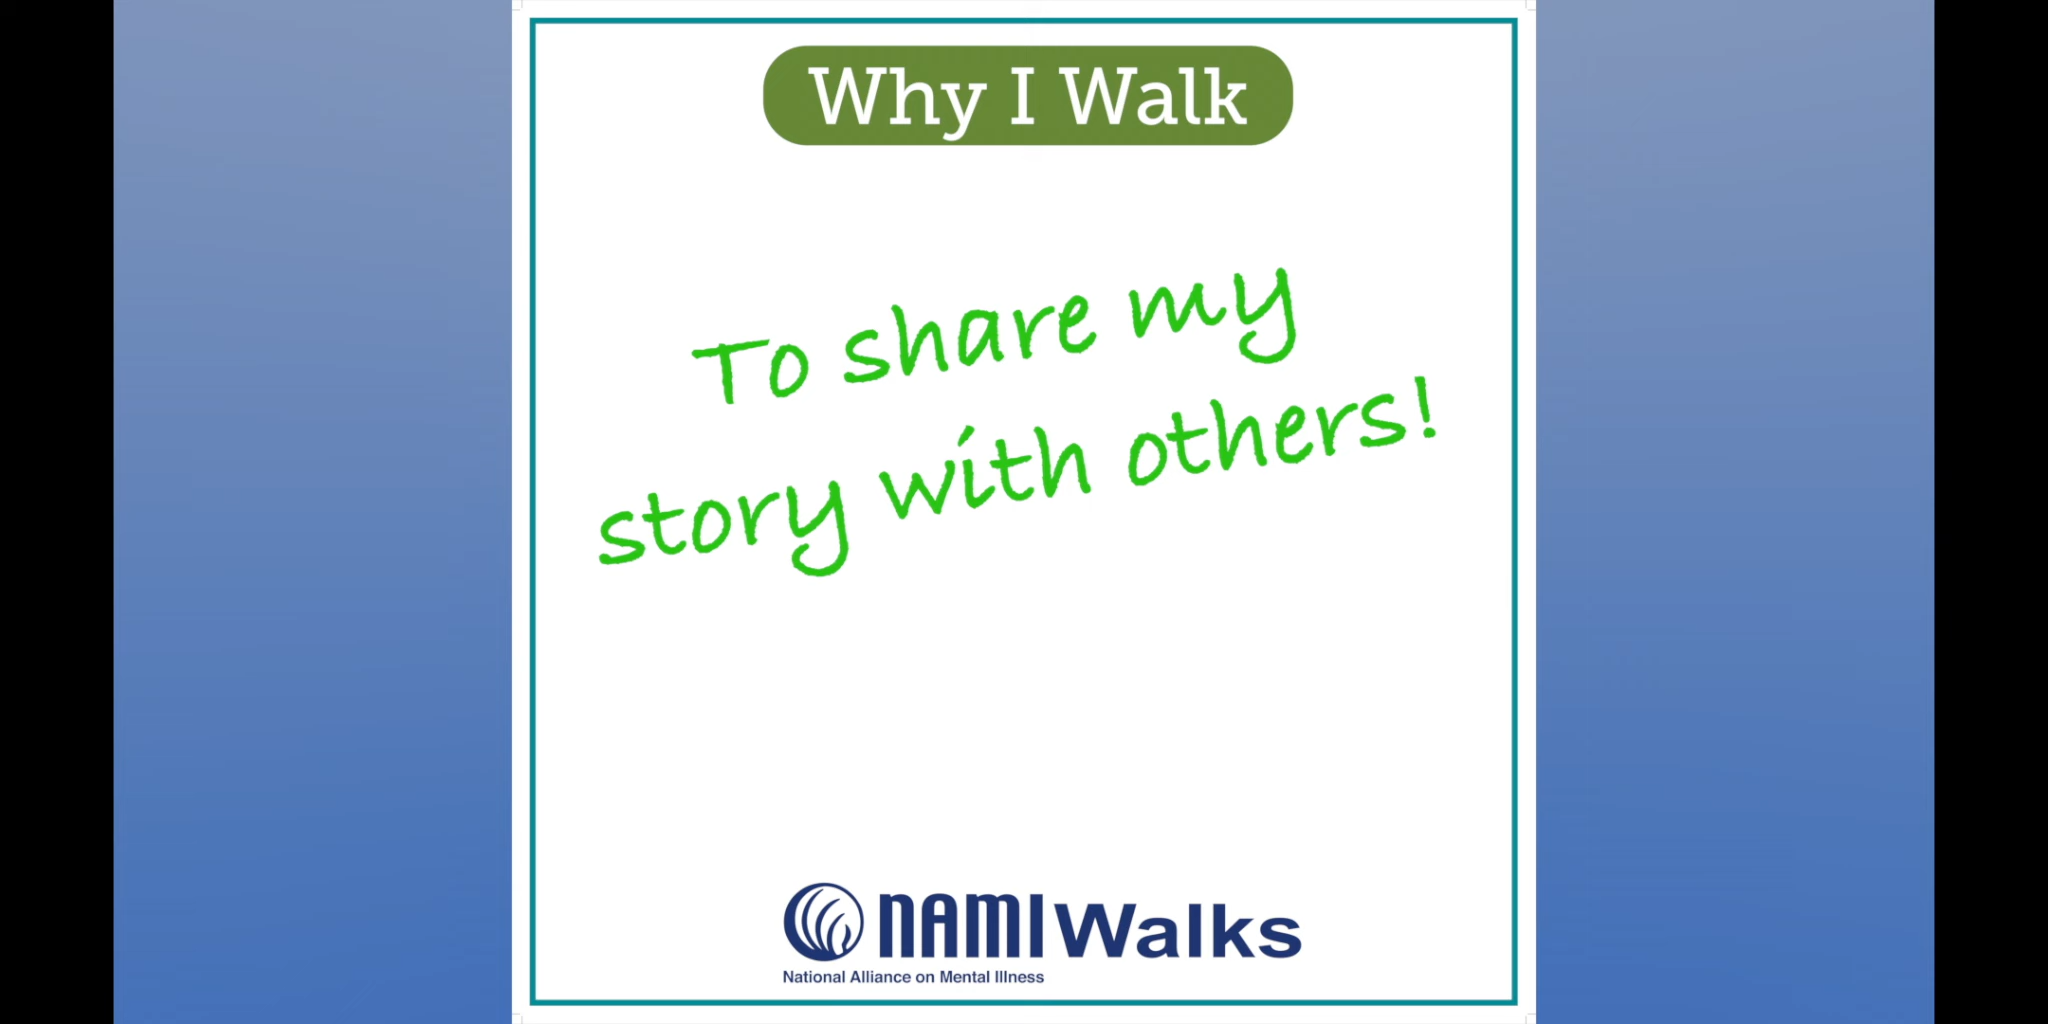 Why I Walk
To share my
story with others!
NAMIWalks
National Alliance on Mental Illness